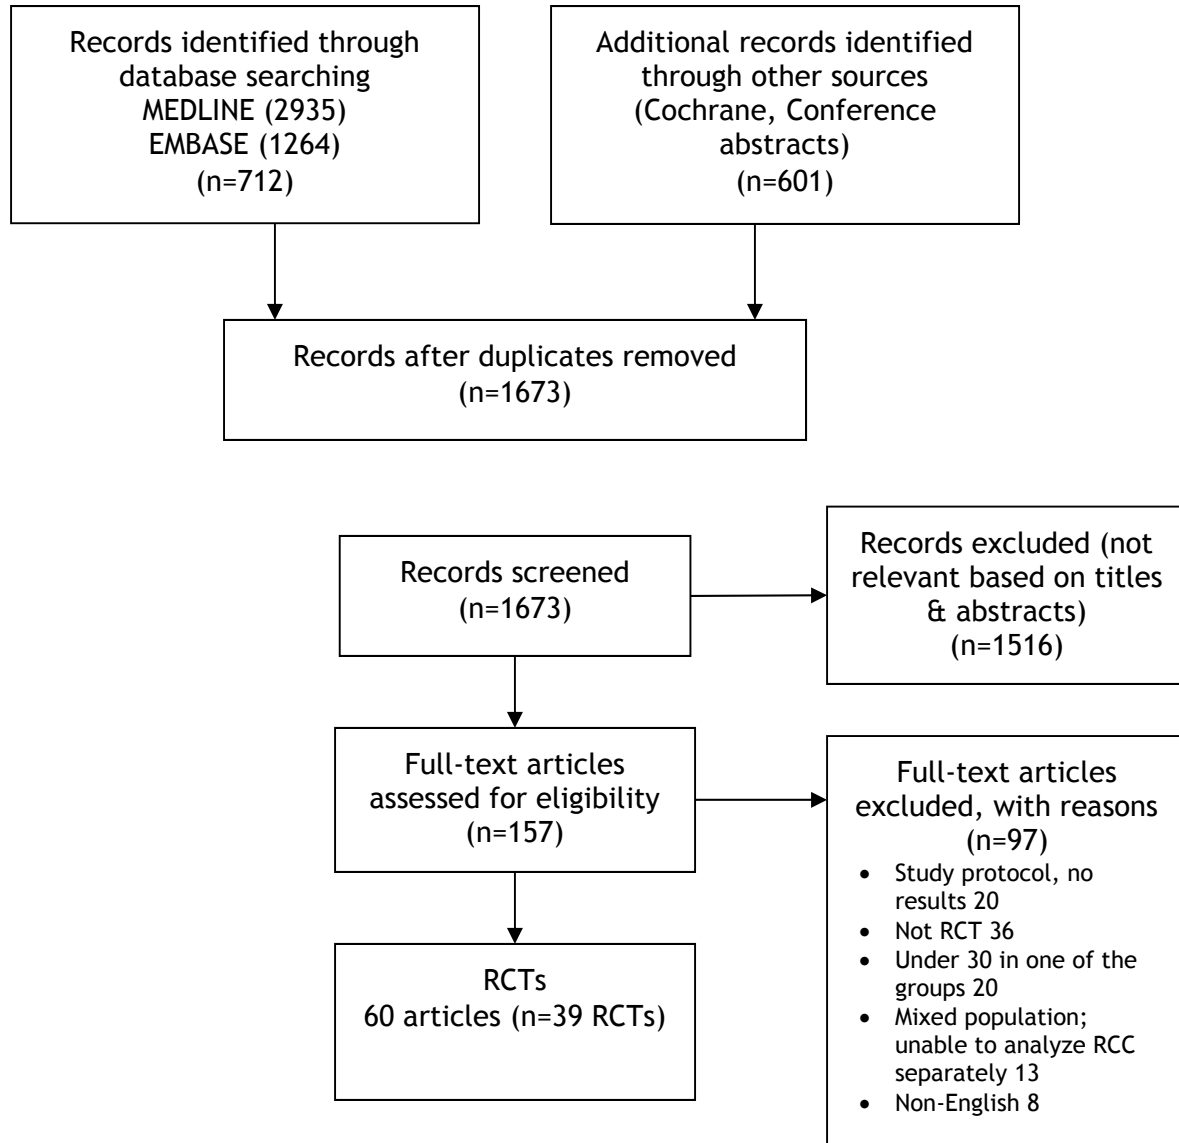 Records identified through
database searching
MEDLINE (2935)
EMBASE (1264)
(n=712)
Additional records identified
through other sources
(Cochrane, Conference
abstracts)
(n=601)
Records after duplicates removed
(n=1673)
Records screened
(n=1673)
Records excluded (not
relevant based on titles
& abstracts)
(n=1516)
Full-text articles
assessed for eligibility
(n=157)
Full-text articles
excluded, with reasons
(n=97)
• Study protocol, no
results 20
• Not RCT 36
• Under 30 in one of the
groups 20
• Mixed population;
unable to analyze RCC
separately 13
• Non-English 8
RCTs
60 articles (n=39 RCTs)